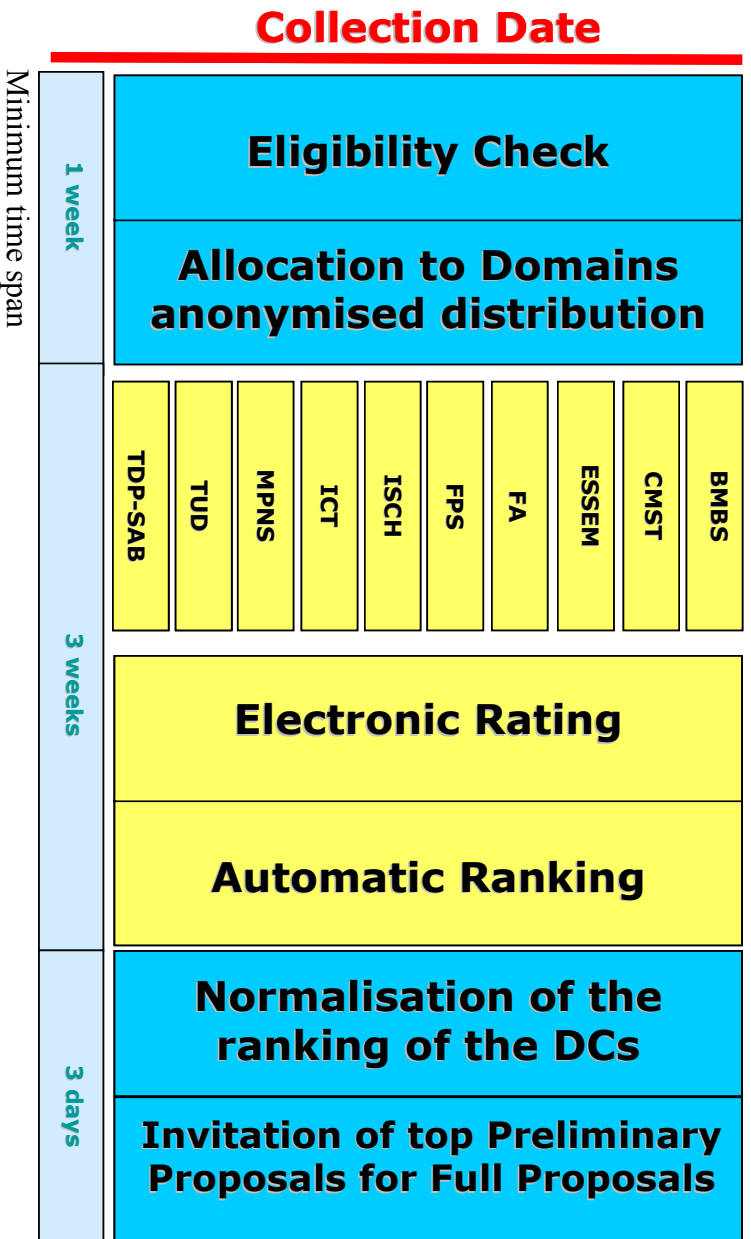 Collection Date
Minimum time span
1 week
Eligibility Check
Allocation to Domains
anonymised distribution
3 weeks
TDP-SAB
TUD
MPNS
ICT
ISCH
FPS
FA
ESSEM
CMST
BMBS
Electronic Rating
Automatic Ranking
3 days
Normalisation of the
ranking of the DCs
Invitation of top Preliminary
Proposals for Full Proposals